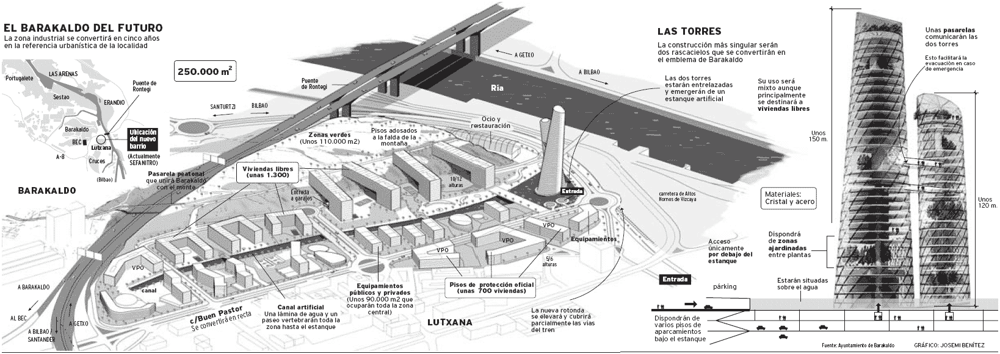 EL BARAKALDO DEL FUTURO
La zona industrial se convertirá en cinco años
en la referencia urbanística de la localidad
250.000 m2
Portugalete
LAS ARENAS
Sestao
ERANDIO
Puente de
Rontegi
Barakaldo
BEC
Lutxana
A-8
Cruces
(Bilbao)
Ubicación
del nuevo
barrio
(Actualmente
SEFANITRO)
BARAKALDO
Pasarela peatonal
que unirá Barakaldo
con el monte
SANTURTZI
BILBAO
Puente
de Rontegi
A GETXO
A BILBAO
Ría
Zonas verdes
(Unos 110.000 m2)
Pisos adosados
a la falda de la
montaña
Ocio y
restauración
Viviendas libres
(unas 1.300)
Entrada
a garajes
10/12
alturas
Entrada
carretera de Altos
Hornos de Vizcaya
VPO
canal
VPO
VPO
VPO
Equipamientos
5/6
alturas
A BARAKALDO
AL BEC
A BILBAO/
SANTANDER
A GETXO
c/Buen Pastor
Se convertirá en recta
Canal artificial
Una lámina de agua y un
paseo vertebrarán toda la
zona hasta el estanque
Equipamientos
públicos y privados
(Unos 90.000 m2 que
ocuparán toda la zona
central)
Pisos de protección oficial
(unas 700 viviendas)
LUTXANA
La nueva rotonda
se elevará y cubrirá
parcialmente las vías
del tren
LAS TORRES
La construcción más singular serán
dos rascacielos que se convertirán en
el emblema de Barakaldo
Las dos torres
estarán entrelazadas
y emergerán de un
estanque artificial
Su uso será
mixto aunque
principalmente
se destinará a
viviendas libres
Unas pasarelas
comunicarán las
dos torres
Esto facilitará la
evacuación en caso
de emergencia
Unos
150 m.
Unos
120 m.
Materiales:
Cristal y acero
Dispondrá
de zonas
ajardinadas
entre plantas
Acceso
únicamente
por debajo del
estanque
Entrada
párking
Estarán situadas
sobre el agua
Dispondrán de
varios pisos de
aparcamientos
bajo el estanque
Fuente: Ayuntamiento de Barakaldo
GRÁFICO: JOSEMI BENÍTEZ